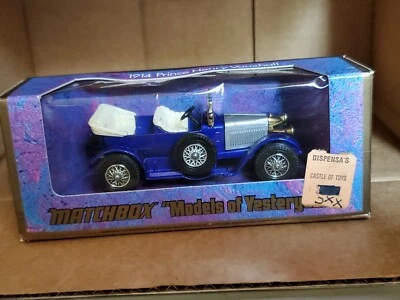 1914 Prince Henry Vauxhall
DISPENSA'S
CASTLE OF TOYS
MATCHBOX "Models of Yestery